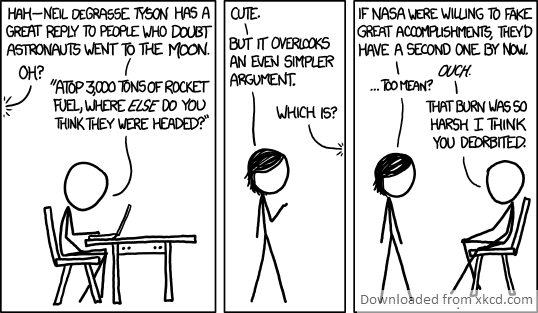 HAH—NEIL DEGRASSE TYSON HAS A
GREAT REPLY TO PEOPLE WHO DOUBT
ASTRONAUTS WENT TO THE MOON.
OH?
"ATOP 3,000 TONS OF ROCKET
FUEL, WHERE ELSE DO YOU
THINK THEY WERE HEADED?"
CUTE.
BUT IT OVERLOOKS
AN EVEN SIMPLER
ARGUMENT.
WHICH IS?
IF NASA WERE WILLING TO FAKE
GREAT ACCOMPLISHMENTS, THEY'D
HAVE A SECOND ONE BY NOW.
OUCH.
...TOO MEAN?
THAT BURN WAS SO
HARSH I THINK
YOU DEORBITED.
Downloaded from xkcd.com